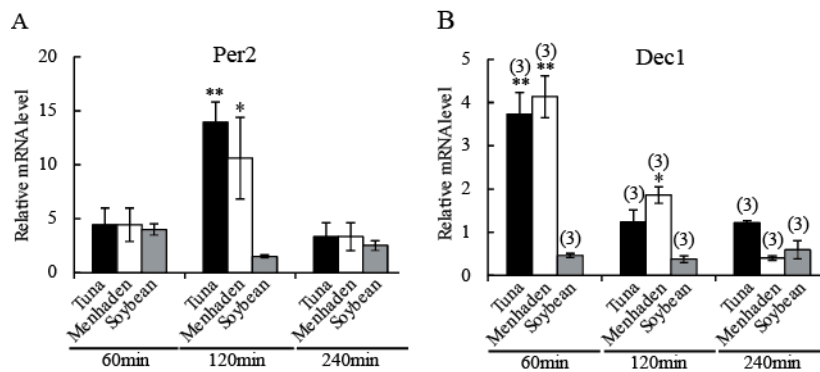 A
Per2
Relative mRNA level
20
15
10
5
0
**
*
Tuna
Menhaden
Soybean
Tuna
Menhaden
Soybean
Tuna
Menhaden
Soybean
60min
120min
240min
B
Dec1
Relative mRNA level
5
4
3
2
1
0
(3)
**
(3)
**
(3)
(3)
(3)
*
(3)
(3)
(3)
(3)
Tuna
Menhaden
Soybean
Tuna
Menhaden
Soybean
Tuna
Menhaden
Soybean
60min
120min
240min